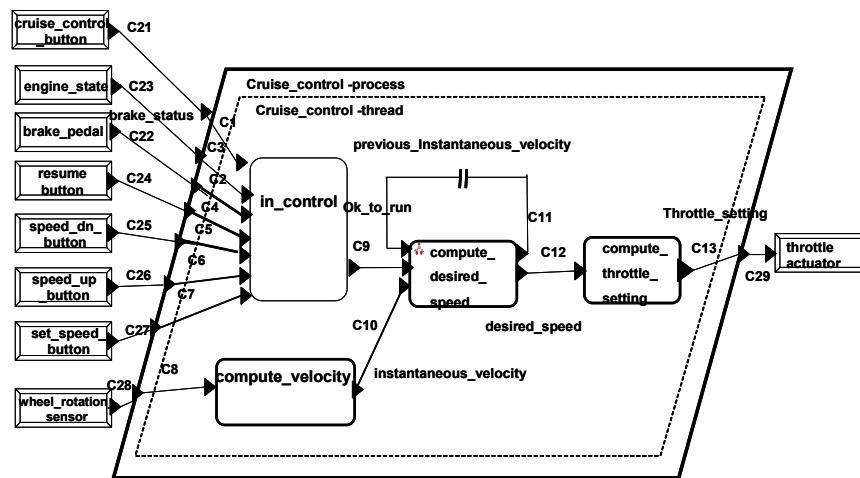 cruise_control
_button
C21
engine_state
C23
brake_status
brake_pedal
C22
resume
button
C24
speed_dn_
button
C25
speed_up
_button
C26
set_speed_
button
C27
wheel_rotation
sensor
C28
Cruise_control -process
Cruise_control -thread
C1
C3
C2
C4
C5
C6
C7
C8
in_control
previous_Instantaneous_velocity
Ok_to_run
C9
C11
compute_
desired_
speed
C12
compute_
throttle_
setting
Throttle_setting
C13
C29
throttle
actuator
C10
desired_speed
compute_velocity
instantaneous_velocity